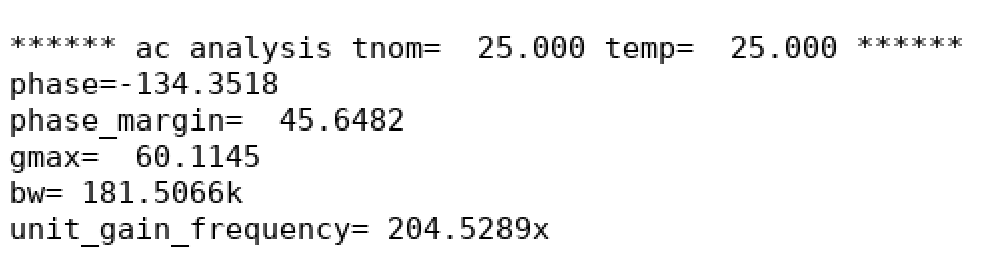 ****** ac analysis tnom=  25.000 temp=  25.000 ******
phase=-134.3518
phase_margin=  45.6482
gmax=  60.1145
bw= 181.5066k
unit_gain_frequency= 204.5289x